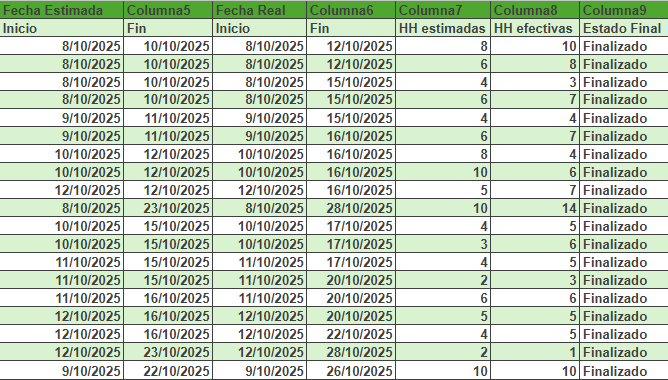 Fecha Estimada Columna5 Fecha Real Columna6 Columna7 Columna8 Columna9
Inicio Fin Inicio Fin HH estimadas HH efectivas Estado Final
8/10/2025 10/10/2025 8/10/2025 12/10/2025 8 10 Finalizado
8/10/2025 10/10/2025 8/10/2025 12/10/2025 6 8 Finalizado
8/10/2025 10/10/2025 8/10/2025 15/10/2025 4 3 Finalizado
8/10/2025 10/10/2025 8/10/2025 15/10/2025 6 7 Finalizado
9/10/2025 11/10/2025 9/10/2025 15/10/2025 4 4 Finalizado
9/10/2025 11/10/2025 9/10/2025 16/10/2025 6 7 Finalizado
10/10/2025 12/10/2025 10/10/2025 16/10/2025 8 4 Finalizado
10/10/2025 12/10/2025 10/10/2025 16/10/2025 10 6 Finalizado
12/10/2025 12/10/2025 12/10/2025 16/10/2025 5 7 Finalizado
8/10/2025 23/10/2025 8/10/2025 28/10/2025 10 14 Finalizado
10/10/2025 15/10/2025 10/10/2025 17/10/2025 4 5 Finalizado
10/10/2025 15/10/2025 10/10/2025 17/10/2025 3 6 Finalizado
11/10/2025 15/10/2025 11/10/2025 17/10/2025 4 5 Finalizado
11/10/2025 15/10/2025 11/10/2025 20/10/2025 2 3 Finalizado
11/10/2025 16/10/2025 11/10/2025 20/10/2025 6 6 Finalizado
12/10/2025 16/10/2025 12/10/2025 20/10/2025 5 5 Finalizado
12/10/2025 16/10/2025 12/10/2025 22/10/2025 4 5 Finalizado
12/10/2025 23/10/2025 12/10/2025 28/10/2025 2 1 Finalizado
9/10/2025 22/10/2025 9/10/2025 26/10/2025 10 10 Finalizado